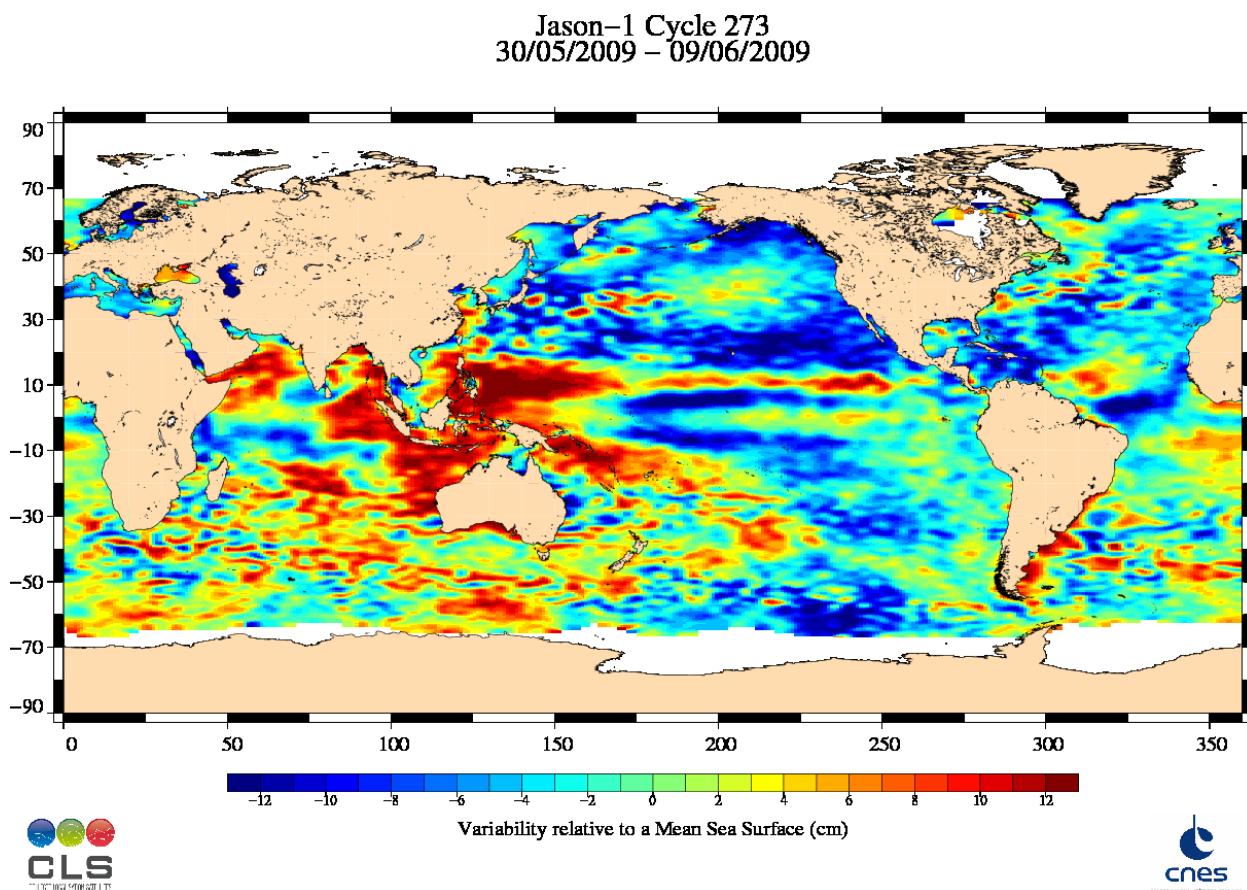 Jason−1 Cycle 273
30/05/2009 − 09/06/2009
90
70
50
30
10
−10
−30
−50
−70
−90
0 50 100 150 200 250 300 350
−12 −10 −8 −6 −4 −2 0 2 4 6 8 10 12
Variability relative to a Mean Sea Surface (cm)
CLS
cnes